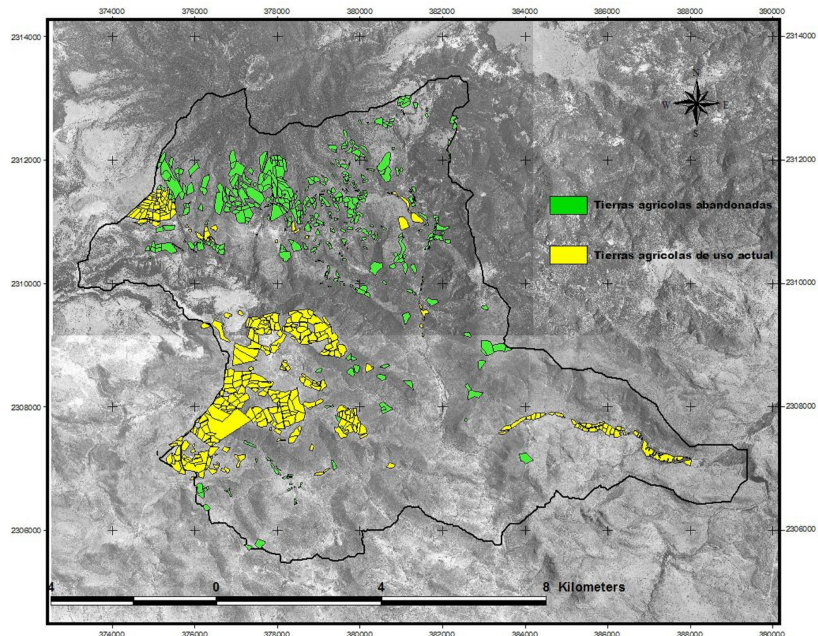 374000 376000 378000 380000 382000 384000 386000 388000 390000
2314000 2314000
N
W E
S
2312000 2312000
Tierras agrícolas abandonadas
Tierras agrícolas de uso actual
2310000 2310000
2308000 2308000
2306000 2306000
4 0 4 8 Kilometers
374000 376000 378000 380000 382000 384000 386000 388000 390000